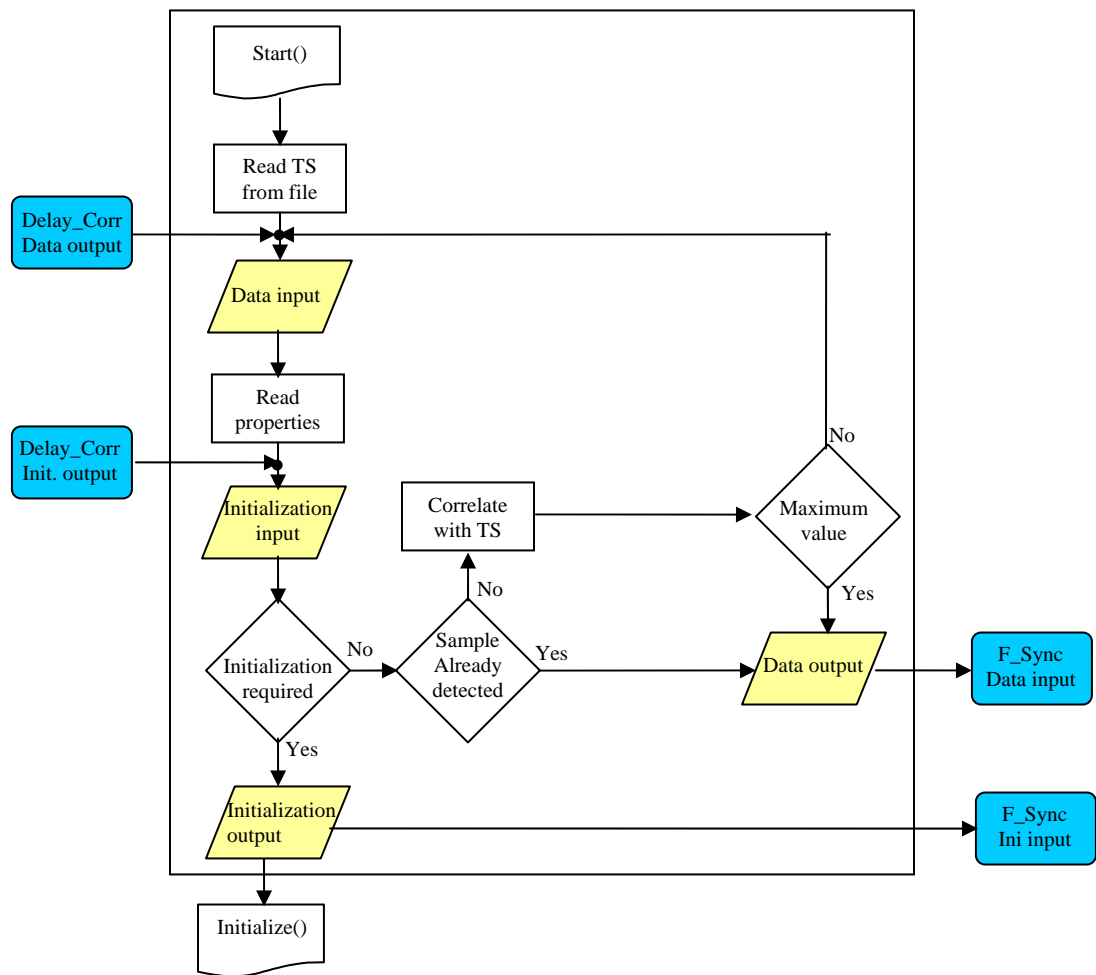 Start()
Read TS
from file
Delay_Corr
Data output
Data input
Read
properties
Delay_Corr
Init. output
Initialization
input
Correlate
with TS
No
Maximum
value
Yes
No
Initialization
required
No
Sample
Already
detected
Yes
Data output
F_Sync
Data input
Yes
Initialization
output
F_Sync
Ini input
Initialize()